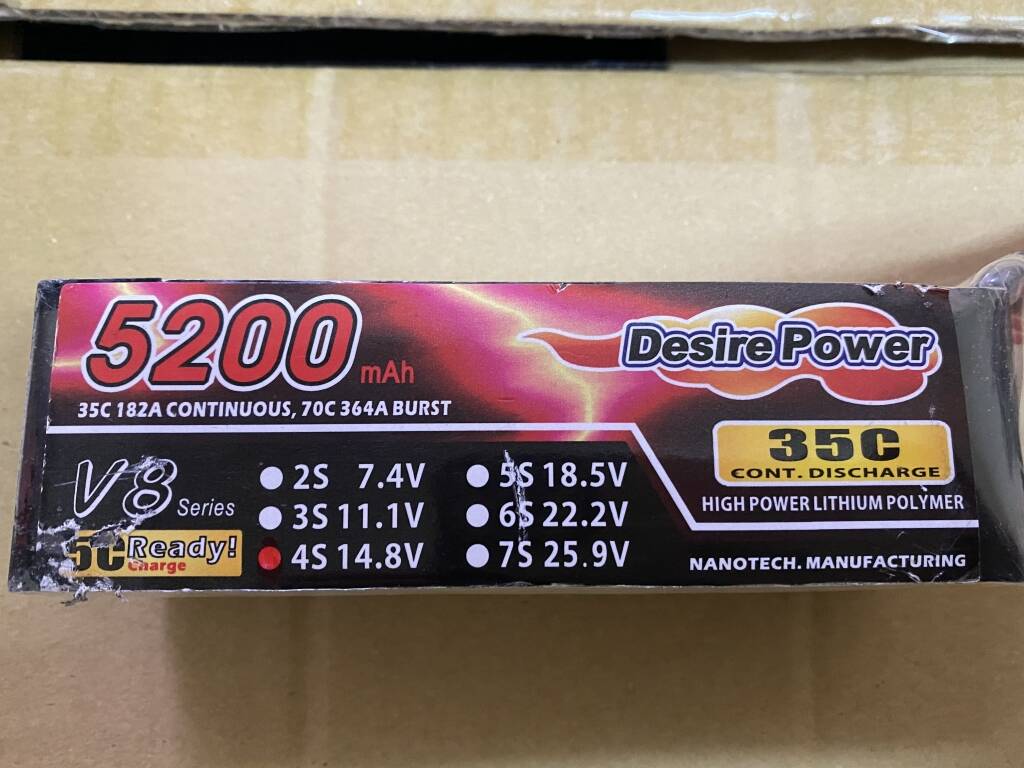 5200 mAh
Desire Power
35C 182A CONTINUOUS, 70C 364A BURST
35C
CONT. DISCHARGE
HIGH POWER LITHIUM POLYMER
V8 Series
5C Ready!
Charge
2S 7.4V
3S 11.1V
4S 14.8V
5S 18.5V
6S 22.2V
7S 25.9V
NANOTECH. MANUFACTURING